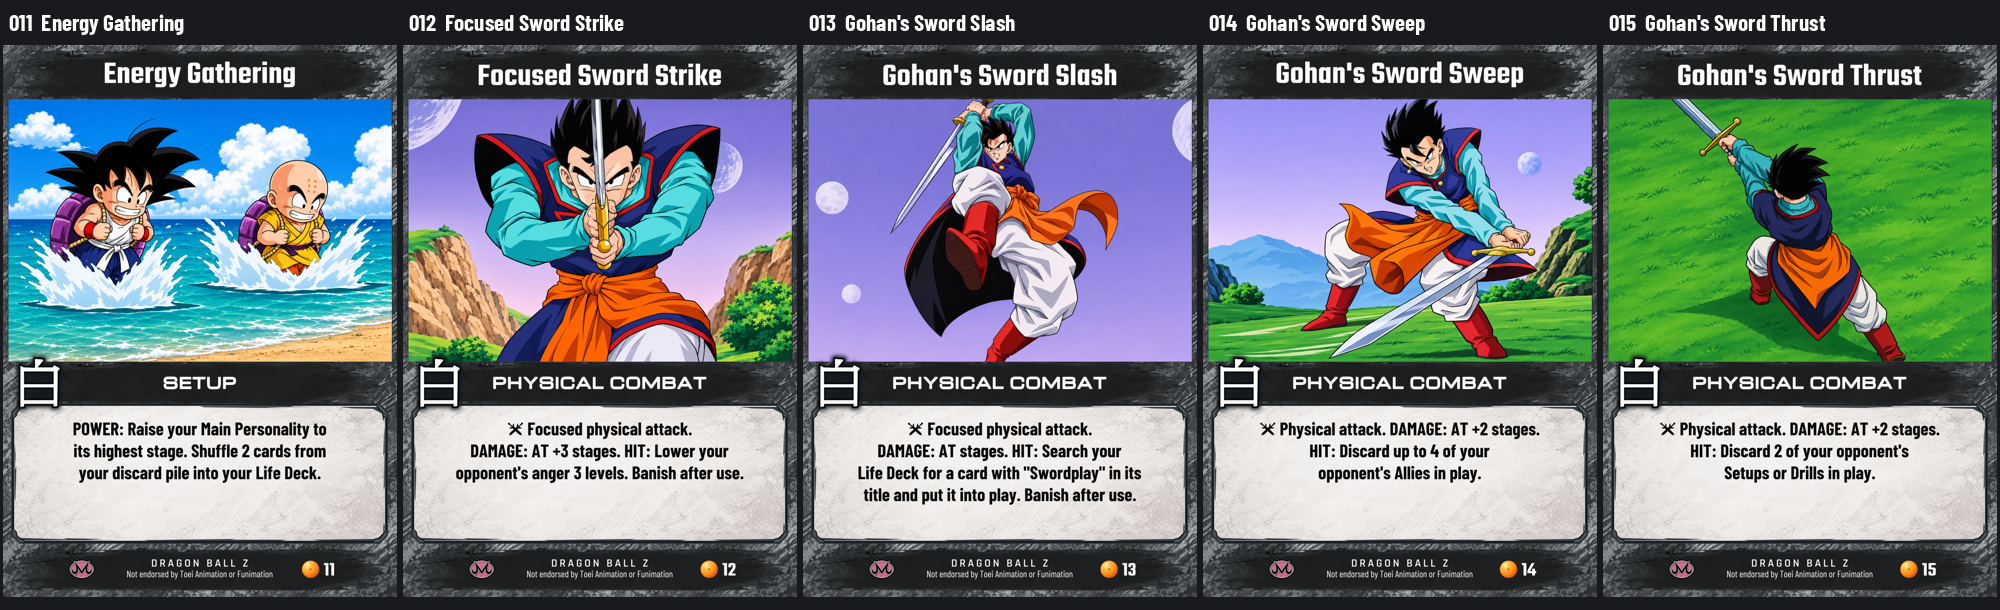 011 Energy Gathering
Energy Gathering
白
SETUP
POWER: Raise your Main Personality to
its highest stage. Shuffle 2 cards from
your discard pile into your Life Deck.
DRAGON BALL Z
Not endorsed by Toei Animation or Funimation
11
012 Focused Sword Strike
Focused Sword Strike
白
PHYSICAL COMBAT
Focused physical attack.
DAMAGE: AT +3 stages. HIT: Lower your
opponent's anger 3 levels. Banish after use.
DRAGON BALL Z
Not endorsed by Toei Animation or Funimation
12
013 Gohan's Sword Slash
Gohan's Sword Slash
白
PHYSICAL COMBAT
Focused physical attack.
DAMAGE: AT stages. HIT: Search your
Life Deck for a card with "Swordplay" in its
title and put it into play. Banish after use.
DRAGON BALL Z
Not endorsed by Toei Animation or Funimation
13
014 Gohan's Sword Sweep
Gohan's Sword Sweep
白
PHYSICAL COMBAT
Physical attack. DAMAGE: AT +2 stages.
HIT: Discard up to 4 of your
opponent's Allies in play.
DRAGON BALL Z
Not endorsed by Toei Animation or Funimation
14
015 Gohan's Sword Thrust
Gohan's Sword Thrust
白
PHYSICAL COMBAT
Physical attack. DAMAGE: AT +2 stages.
HIT: Discard 2 of your opponent's
Setups or Drills in play.
DRAGON BALL Z
Not endorsed by Toei Animation or Funimation
15